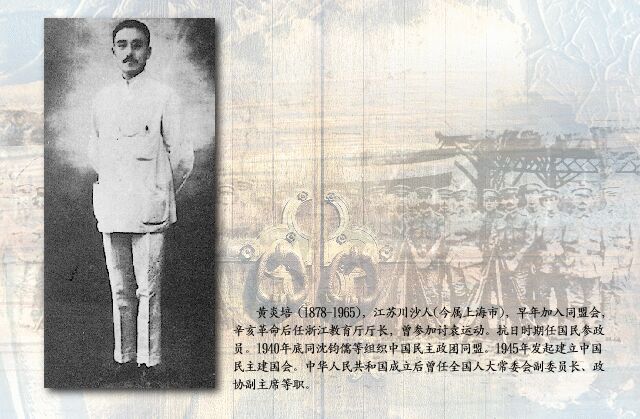 黄炎培（1878-1965），江苏川沙人(今属上海市)，早年加入同盟会，
辛亥革命后任浙江教育厅厅长，曾参加讨袁运动。抗日时期任国民参政
员。1940年底同沈钧儒等组织中国民主政团同盟。1945年发起建立中国
民主建国会。中华人民共和国成立后曾任全国人大常委会副委员长、政
协副主席等职。